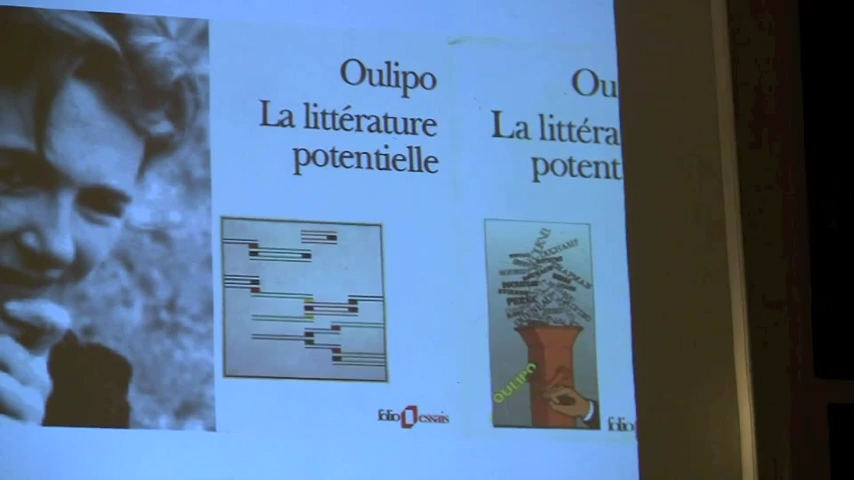 Oulipo
La littérature
potentielle
folio essais
Ou
La littéra
potent
OULIPO
folio